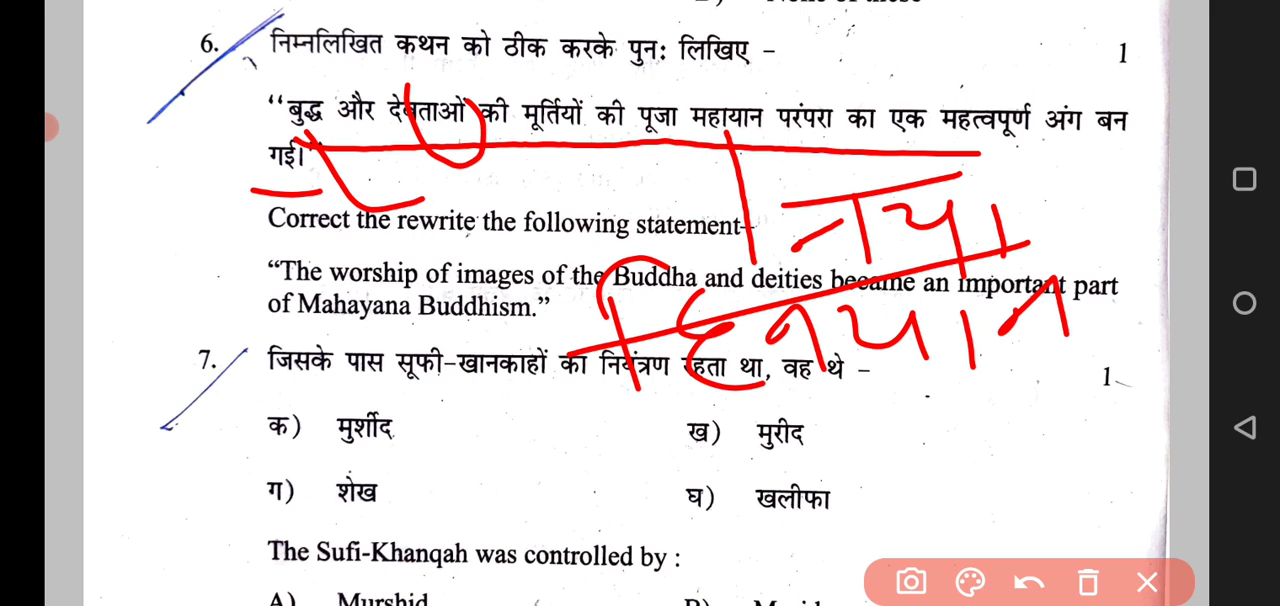 6. निम्नलिखित कथन को ठीक करके पुनः लिखिए - 1
“बुद्ध और देवताओं की मूर्तियों की पूजा महायान परंपरा का एक महत्वपूर्ण अंग बन
गई।”
Correct the rewrite the following statement-
“The worship of images of the Buddha and deities became an important part
of Mahayana Buddhism.”
7. जिसके पास सूफी-खानकाहों का नियंत्रण रहता था, वह थे - 1
क) मुर्शीद ख) मुरीद
ग) शेख घ) खलीफा
The Sufi-Khanqah was controlled by :
A) Murshid